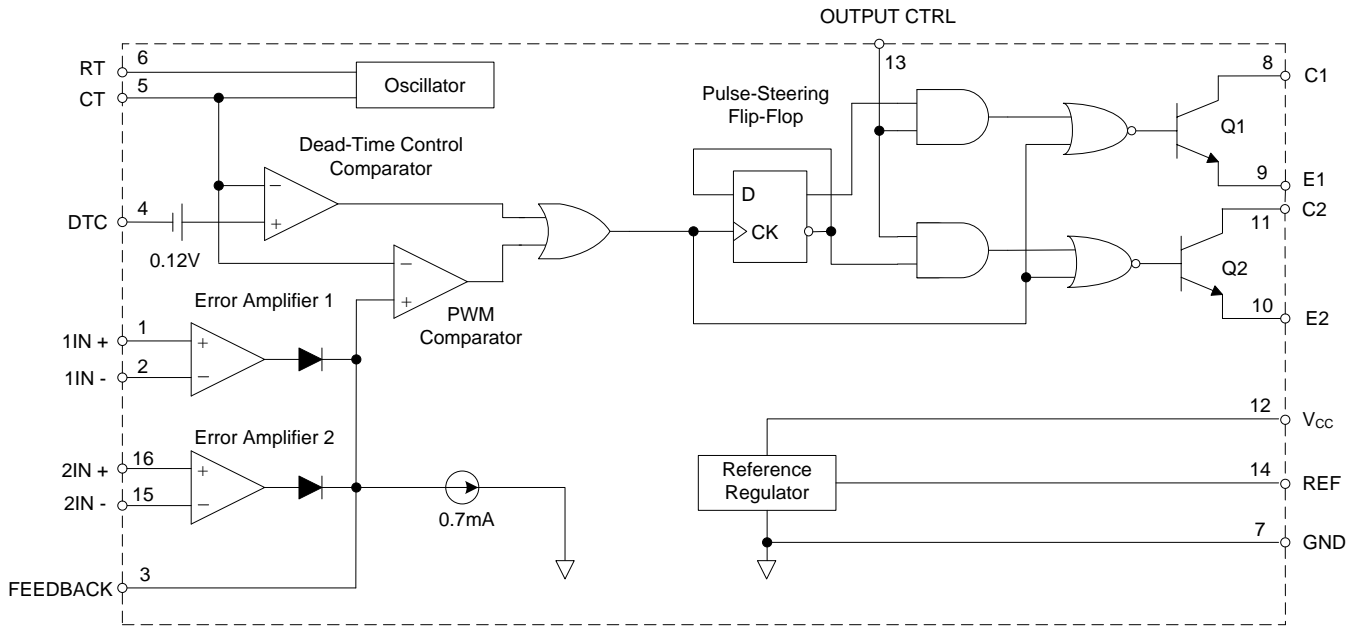 OUTPUT CTRL
13
RT
6
Oscillator
CT
5
Pulse-Steering
Flip-Flop
8
C1
Q1
9
E1
Dead-Time Control
Comparator
−
+
DTC
4
0.12V
D
CK
C2
11
Q2
10
E2
−
+
PWM
Comparator
Error Amplifier 1
1IN +
1
+
1IN -
2
−
Error Amplifier 2
2IN +
16
+
2IN -
15
−
0.7mA
12
VCC
Reference
Regulator
14
REF
7
GND
FEEDBACK
3